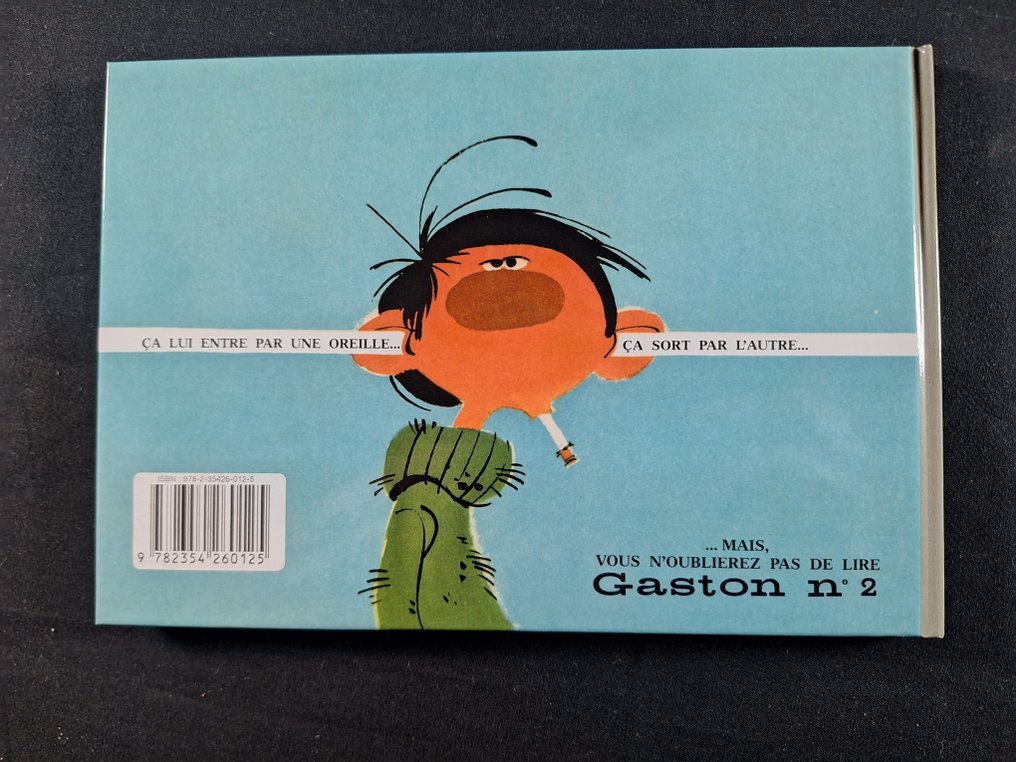 ÇA LUI ENTRE PAR UNE OREILLE... ÇA SORT PAR L'AUTRE...
ISBN : 978-2-35426-012-5
9 782354 260125
... MAIS,
VOUS N'OUBLIEREZ PAS DE LIRE
Gaston n° 2